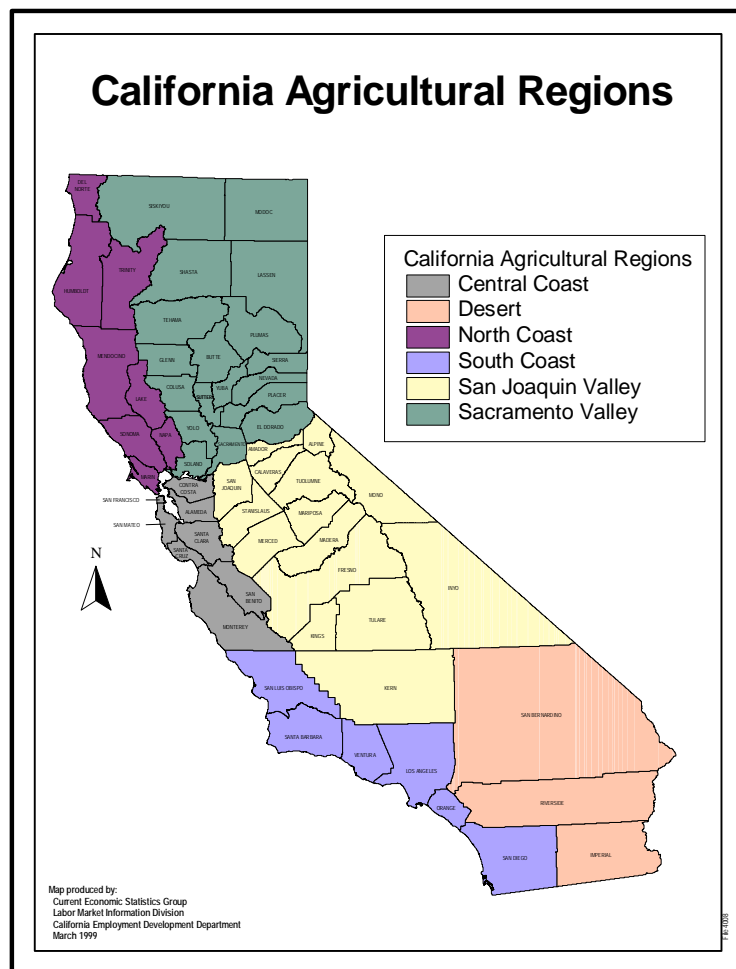 California Agricultural Regions
DEL
NORTE
SISKIYOU
MODOC
HUMBOLDT
TRINITY
SHASTA
LASSEN
California Agricultural Regions
Central Coast
Desert
North Coast
South Coast
San Joaquin Valley
Sacramento Valley
TEHAMA
PLUMAS
MENDOCINO
GLENN
BUTTE
SIERRA
LAKE
COLUSA
SUTTER
YUBA
NEVADA
PLACER
SONOMA
NAPA
YOLO
SACRAMENTO
EL DORADO
MARIN
SOLANO
AMADOR
ALPINE
CONTRA
COSTA
SAN
JOAQUIN
CALAVERAS
TUOLUMNE
MONO
SAN FRANCISCO
ALAMEDA
STANISLAUS
MARIPOSA
SAN MATEO
SANTA
CLARA
MERCED
MADERA
SANTA
CRUZ
FRESNO
N
INYO
SAN
BENITO
MONTEREY
KINGS
TULARE
SAN LUIS OBISPO
KERN
SAN BERNARDINO
SANTA BARBARA
VENTURA
LOS ANGELES
ORANGE
RIVERSIDE
SAN DIEGO
IMPERIAL
Map produced by:
Current Economic Statistics Group
Labor Market Information Division
California Employment Development Department
March 1999